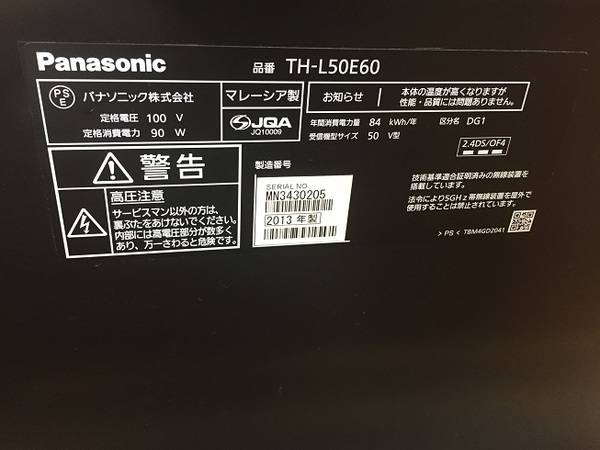 Panasonic
品番 TH-L50E60
PS
E
パナソニック株式会社
マレーシア製
定格電圧 100 V
定格消費電力 90 W
JQA
JQ10009
お知らせ
本体の温度が高くなりますが
性能・品質には問題ありません。
年間消費電力量 84 kWh/年
区分名 DG1
受信機型サイズ 50 V型
2.4DS/OF4
警告
高圧注意
サービスマン以外の方は、
裏ぶたをあけないでください。
内部には高電圧部分が数多く
あり、万一さわると危険です。
製造番号
SERIAL NO.
MN3430205
2013 年製
技術基準適合証明済みの無線装置を
搭載しています。
法令により5GHz帯無線装置を屋外で
使用することは禁止されています。
> PS < TBM4GD2041